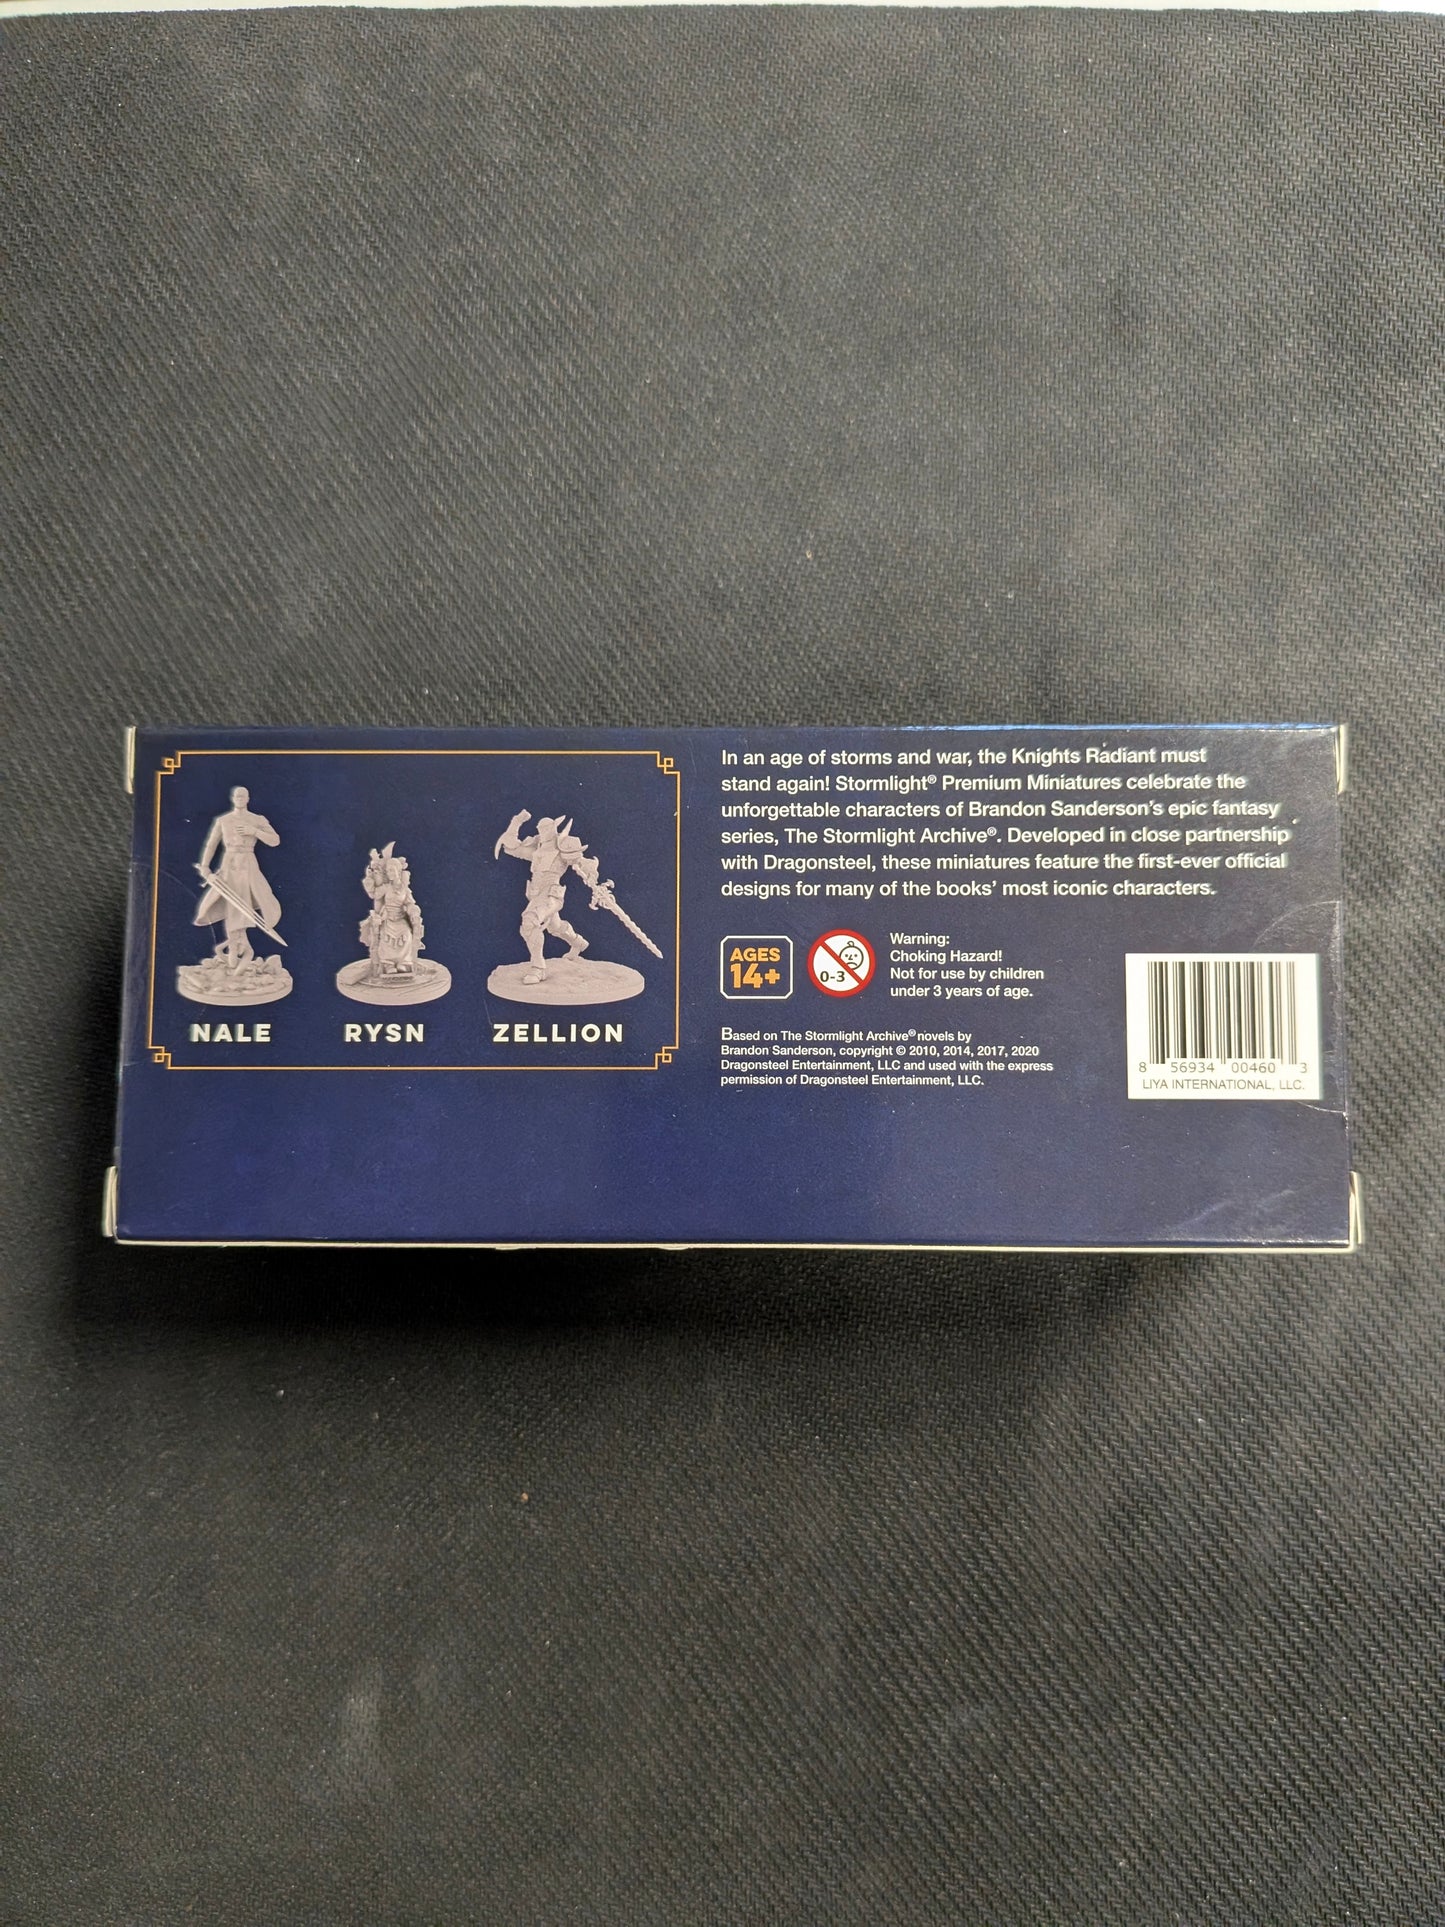 NALE RYSN ZELLION
In an age of storms and war, the Knights Radiant must
stand again! Stormlight® Premium Miniatures celebrate the
unforgettable characters of Brandon Sanderson's epic fantasy
series, The Stormlight Archive®. Developed in close partnership
with Dragonsteel, these miniatures feature the first-ever official
designs for many of the books' most iconic characters.
AGES
14+
0-3
Warning:
Choking Hazard!
Not for use by children
under 3 years of age.
Based on The Stormlight Archive® novels by
Brandon Sanderson, copyright © 2010, 2014, 2017, 2020
Dragonsteel Entertainment, LLC and used with the express
permission of Dragonsteel Entertainment, LLC.
8 56934 00460 3
LIYA INTERNATIONAL, LLC.